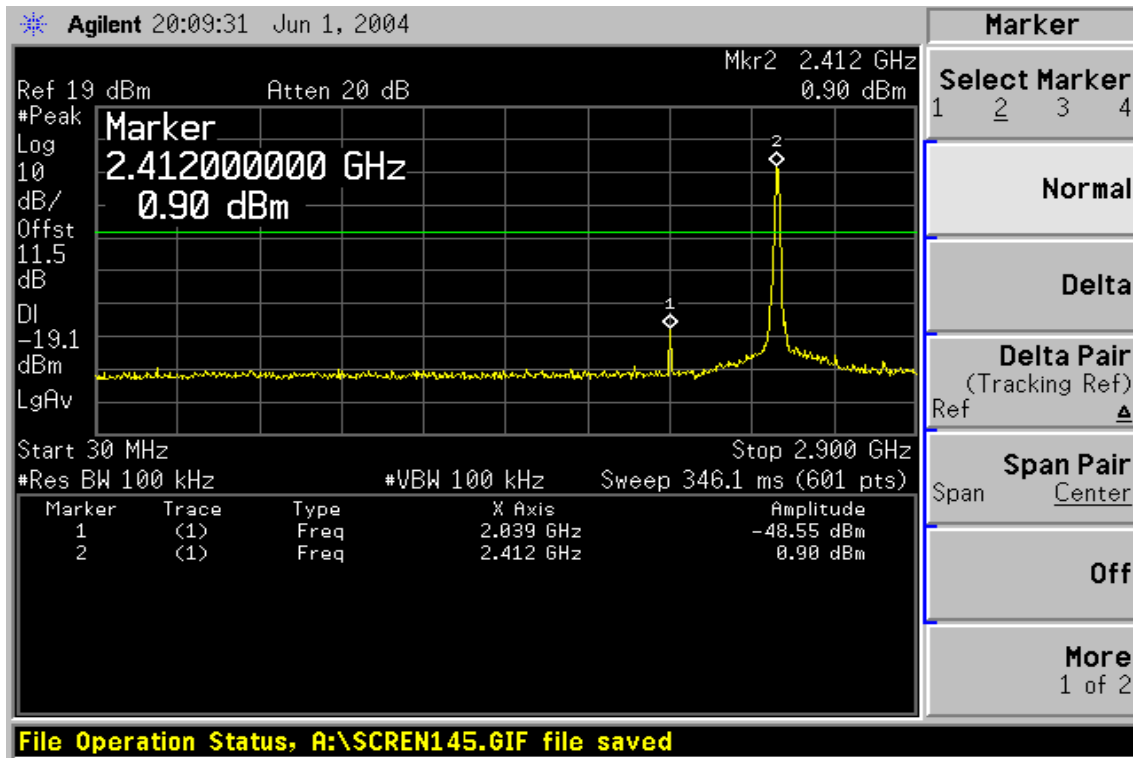 Agilent 20:09:31 Jun 1, 2004
Marker
Mkr2 2.412 GHz
Ref 19 dBm Atten 20 dB 0.90 dBm
#Peak
Log
10
dB/
Offst
11.5
dB
DI
-19.1
dBm
LgAv
Marker
2.412000000 GHz
0.90 dBm
2
1
Start 30 MHz Stop 2.900 GHz
#Res BW 100 kHz #VBW 100 kHz Sweep 346.1 ms (601 pts)
Marker Trace Type X Axis Amplitude
1 (1) Freq 2.039 GHz -48.55 dBm
2 (1) Freq 2.412 GHz 0.90 dBm
Select Marker
1 2 3 4
Normal
Delta
Delta Pair
(Tracking Ref)
Ref Δ
Span Pair
Span Center
Off
More
1 of 2
File Operation Status, A:\SCREN145.GIF file saved